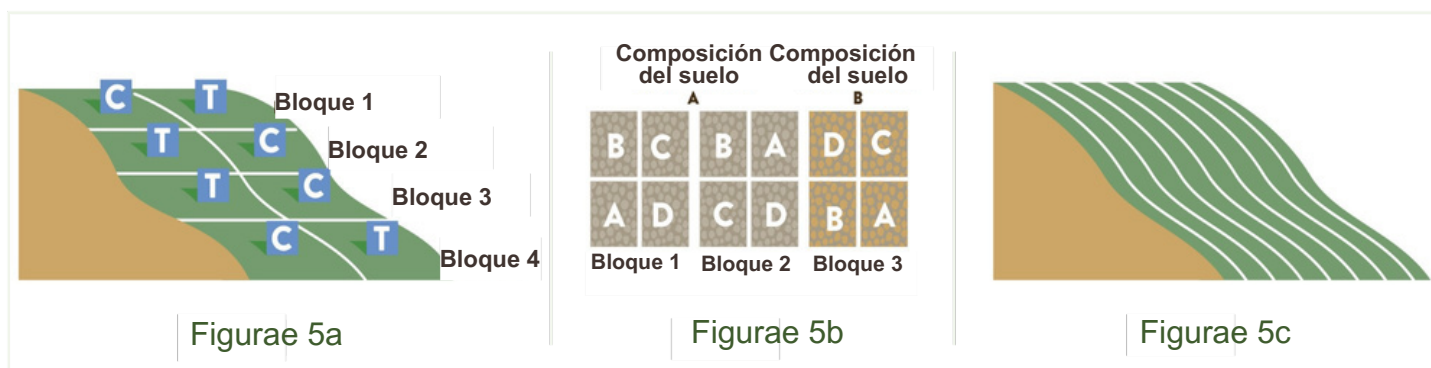 C T Bloque 1
T C Bloque 2
T C Bloque 3
C T Bloque 4
Figurae 5a
Composición Composición
del suelo del suelo
A B
B C B A D C
A D C D B A
Bloque 1 Bloque 2 Bloque 3
Figurae 5b
Figurae 5c